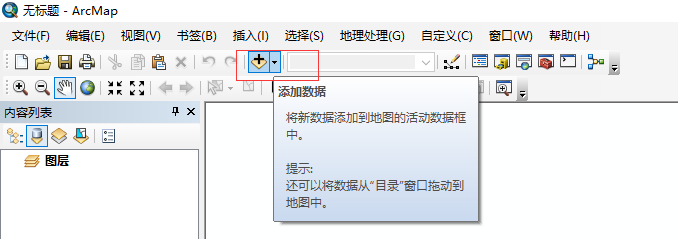 无标题 - ArcMap
文件(F) 编辑(E) 视图(V) 书签(B) 插入(I) 选择(S) 地理处理(G) 自定义(C) 窗口(W) 帮助(H)
添加数据
内容列表
将新数据添加到地图的活动数据框
中。
图层
提示:
还可以将数据从“目录”窗口拖动到
地图中。